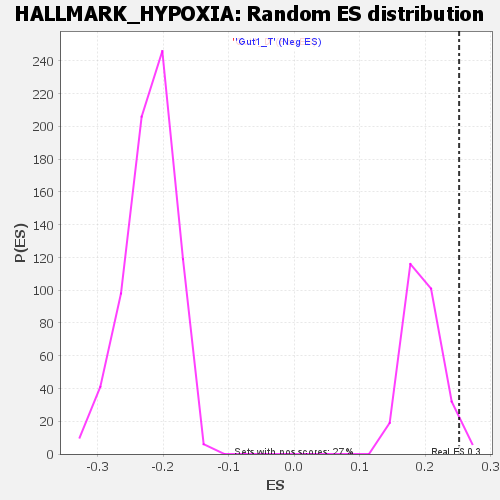 HALLMARK_HYPOXIA: Random ES distribution
"Gut1_T' (Neg ES)
240
220
200
180
160
140
120
100
80
60
40
20
0
P(ES)
Sets with pos scores: 27%
Real ES 0.3
-0.3 -0.2 -0.1 0.0 0.1 0.2 0.3
ES